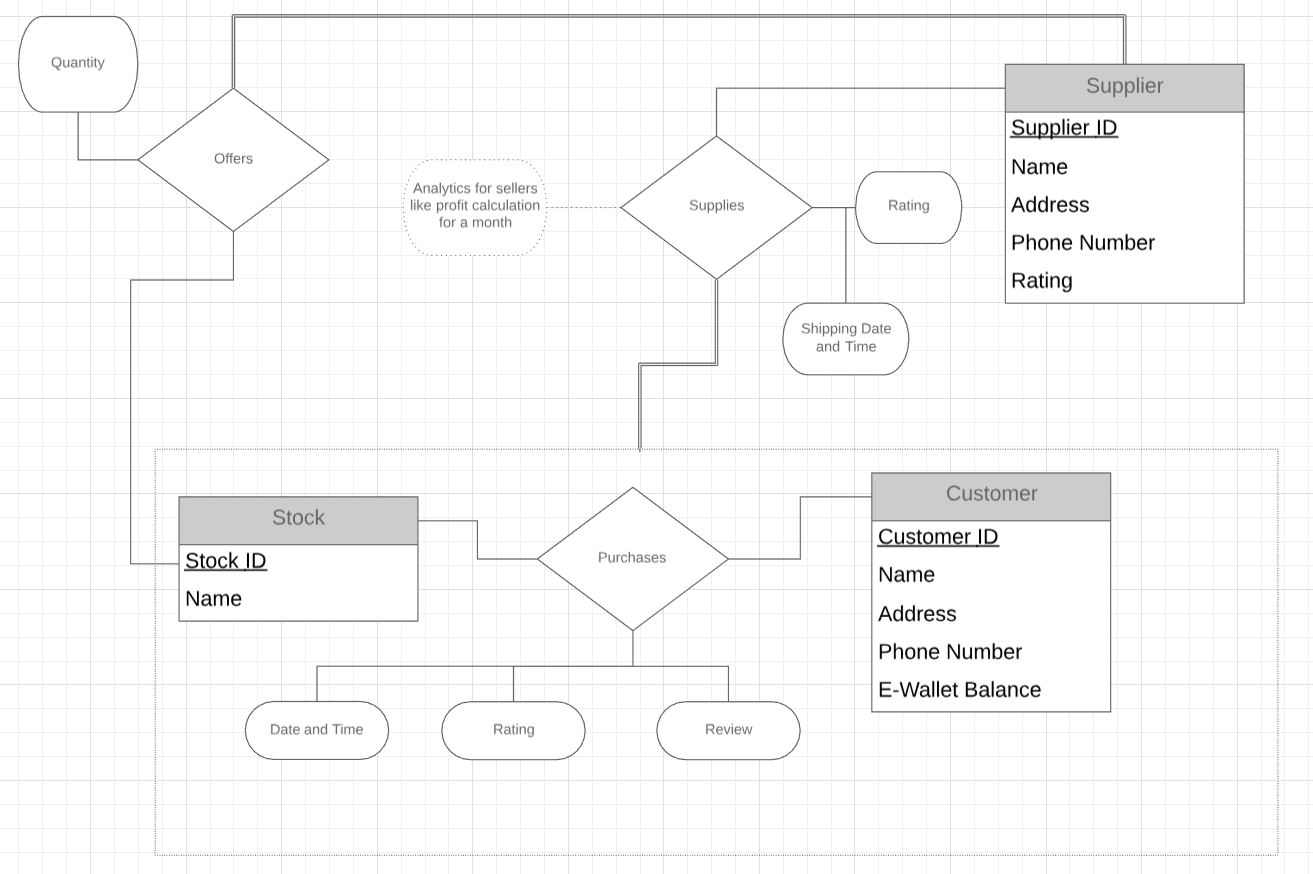 Quantity
Offers
Supplier
Supplier ID
Name
Address
Phone Number
Rating
Analytics for sellers
like profit calculation
for a month
Supplies
Rating
Shipping Date
and Time
Stock
Stock ID
Name
Purchases
Customer
Customer ID
Name
Address
Phone Number
E-Wallet Balance
Date and Time
Rating
Review